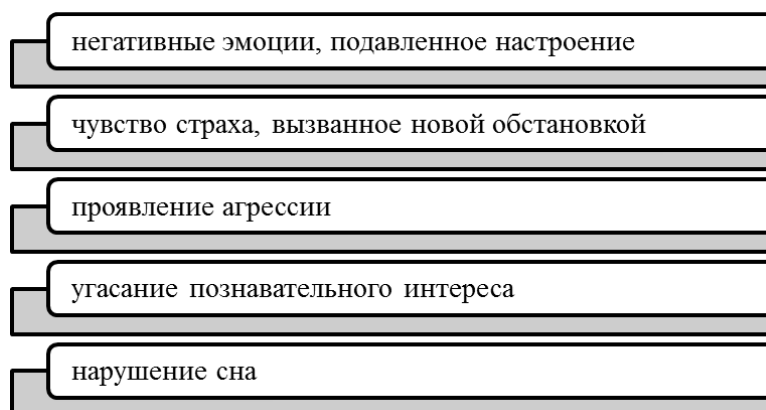 негативные эмоции, подавленное настроение
чувство страха, вызванное новой обстановкой
проявление агрессии
угасание познавательного интереса
нарушение сна